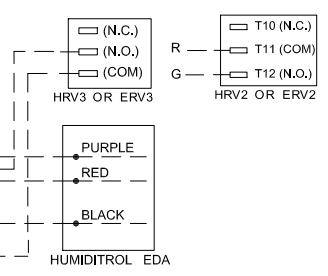 (N.C.)
(N.O.)
(COM)
HRV3 OR ERV3
T10 (N.C.)
R T11 (COM)
G T12 (N.O.)
HRV2 OR ERV2
PURPLE
RED
BLACK
HUMIDITROL EDA